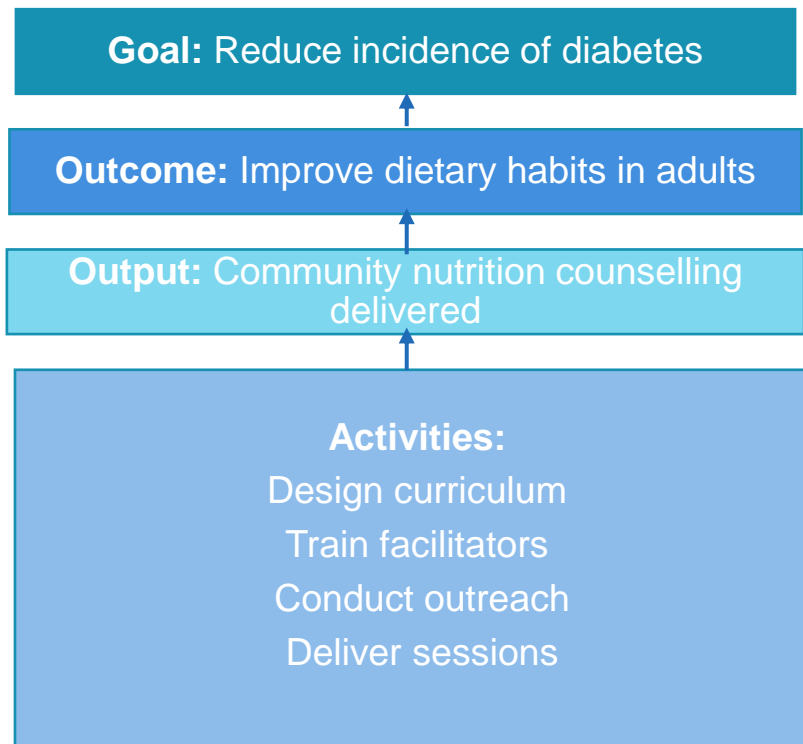 Goal: Reduce incidence of diabetes
Outcome: Improve dietary habits in adults
Output: Community nutrition counselling
delivered
Activities:
Design curriculum
Train facilitators
Conduct outreach
Deliver sessions